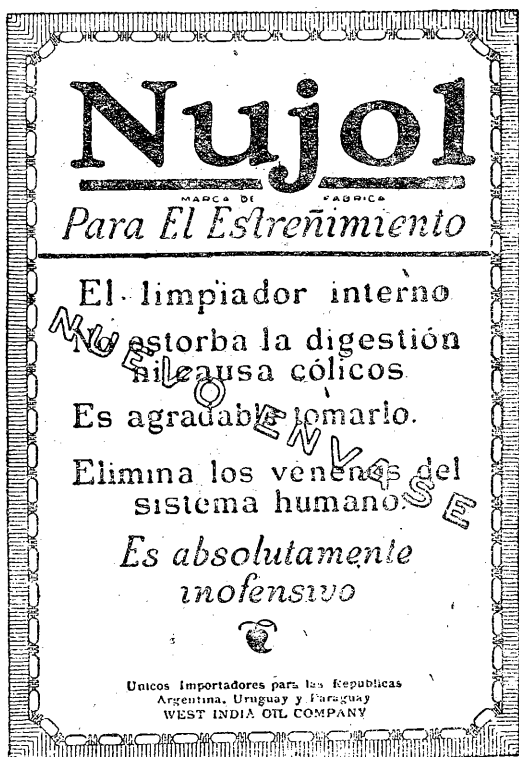 Nujol
MARCA DE FABRICA
Para El Estreñimiento
El limpiador interno
No estorba la digestión
ni causa cólicos
Es agradable tomarlo.
Elimina los venenos del
sistema humano.
NUEVO ENVASE
Es absolutamente
inofensivo
Unicos Importadores para las Republicas
Argentina, Uruguay y Paraguay
WEST INDIA OIL COMPANY